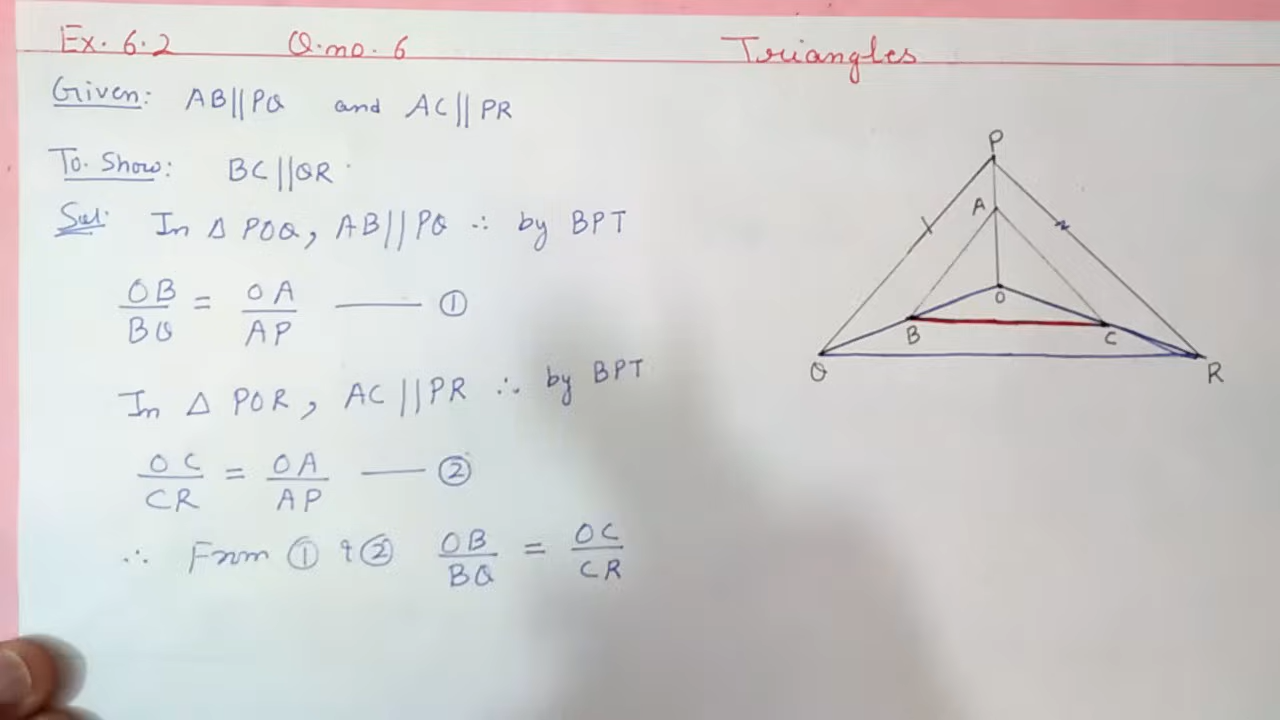 Ex. 6.2 Q.no. 6 Triangles
Given: AB||PQ and AC||PR
To Show: BC||QR
Sol: In Δ POQ, AB||PQ ∴ by BPT
OB/BQ = OA/AP —— ①
In Δ POR, AC||PR ∴ by BPT
OC/CR = OA/AP —— ②
∴ From ① & ② OB/BQ = OC/CR
P
A
O
B
C
Q
R